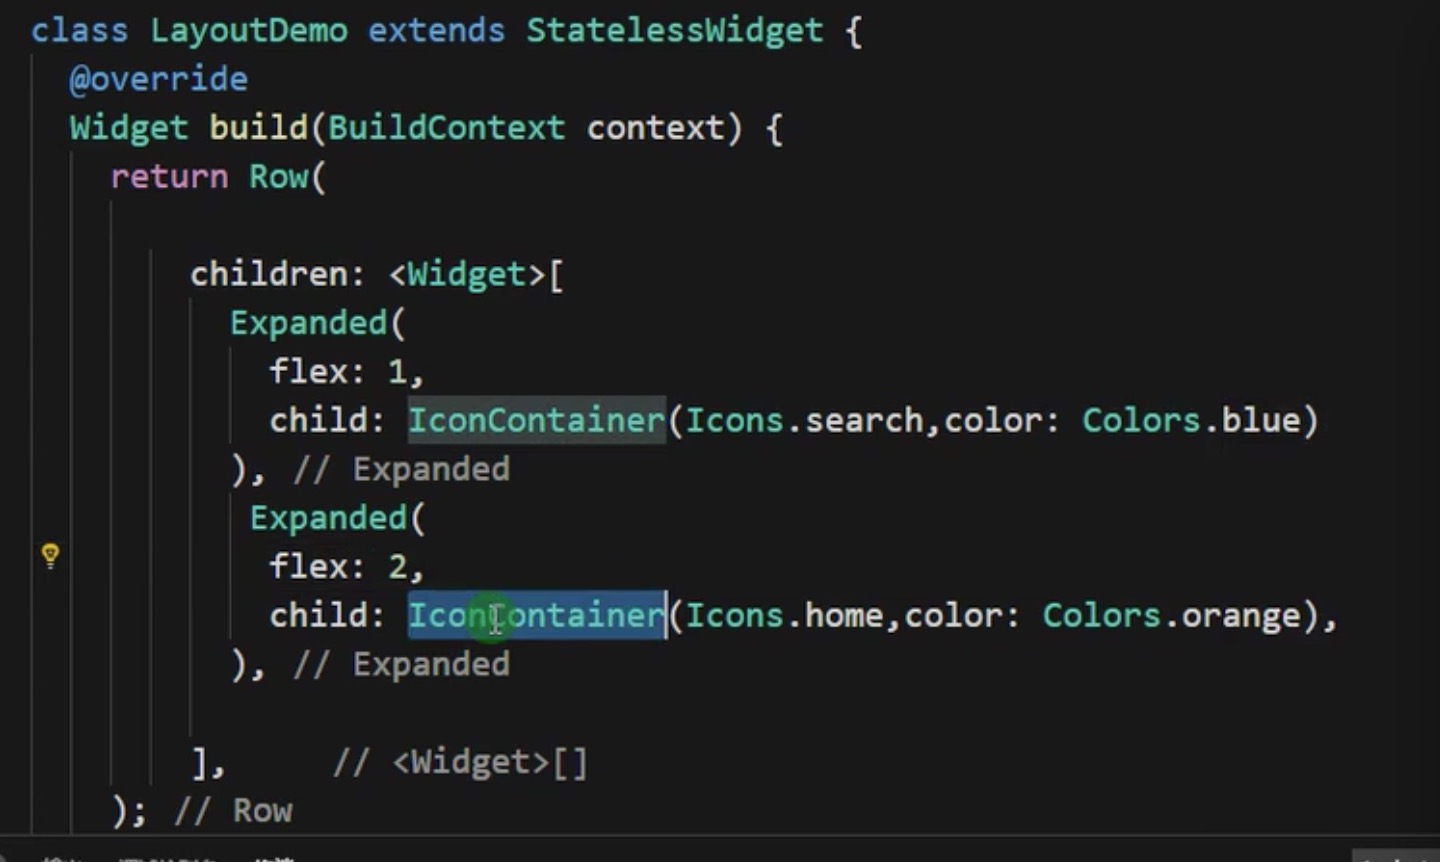 class LayoutDemo extends StatelessWidget {
@override
Widget build(BuildContext context) {
return Row(
children: <Widget>[
Expanded(
flex: 1,
child: IconContainer(Icons.search,color: Colors.blue)
), // Expanded
Expanded(
flex: 2,
child: IconContainer(Icons.home,color: Colors.orange),
), // Expanded
], // <Widget>[]
); // Row